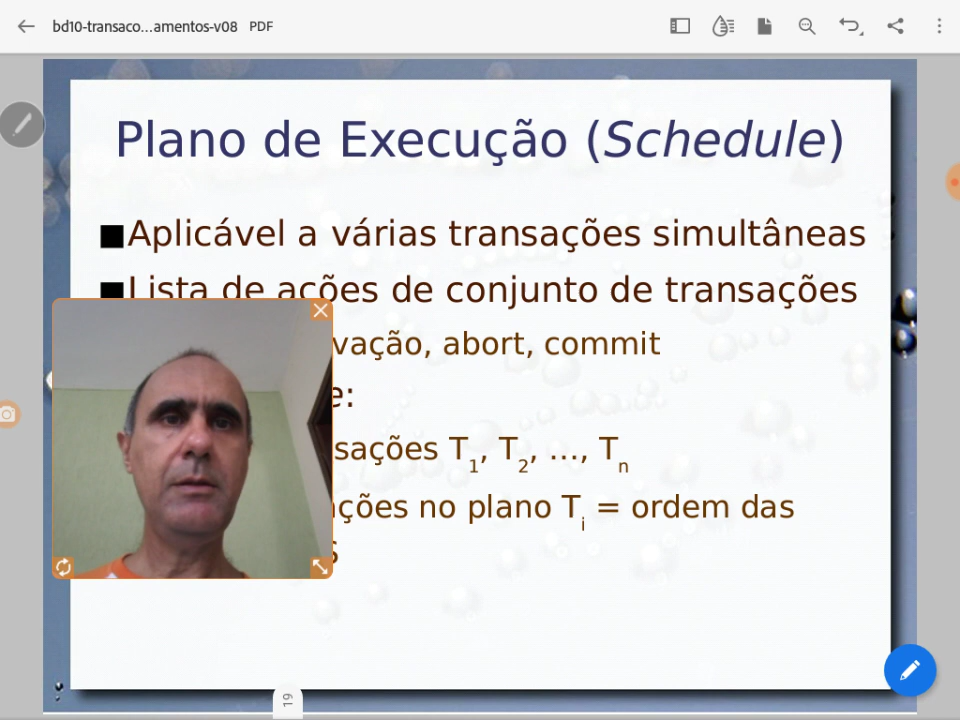 bd10-transaco...amentos-v08 PDF
Plano de Execução (Schedule)
Aplicável a várias transações simultâneas
Lista de ações de conjunto de transações
vação, abort, commit
e:
sações T1, T2, ..., Tn
ações no plano Ti = ordem das
s
19